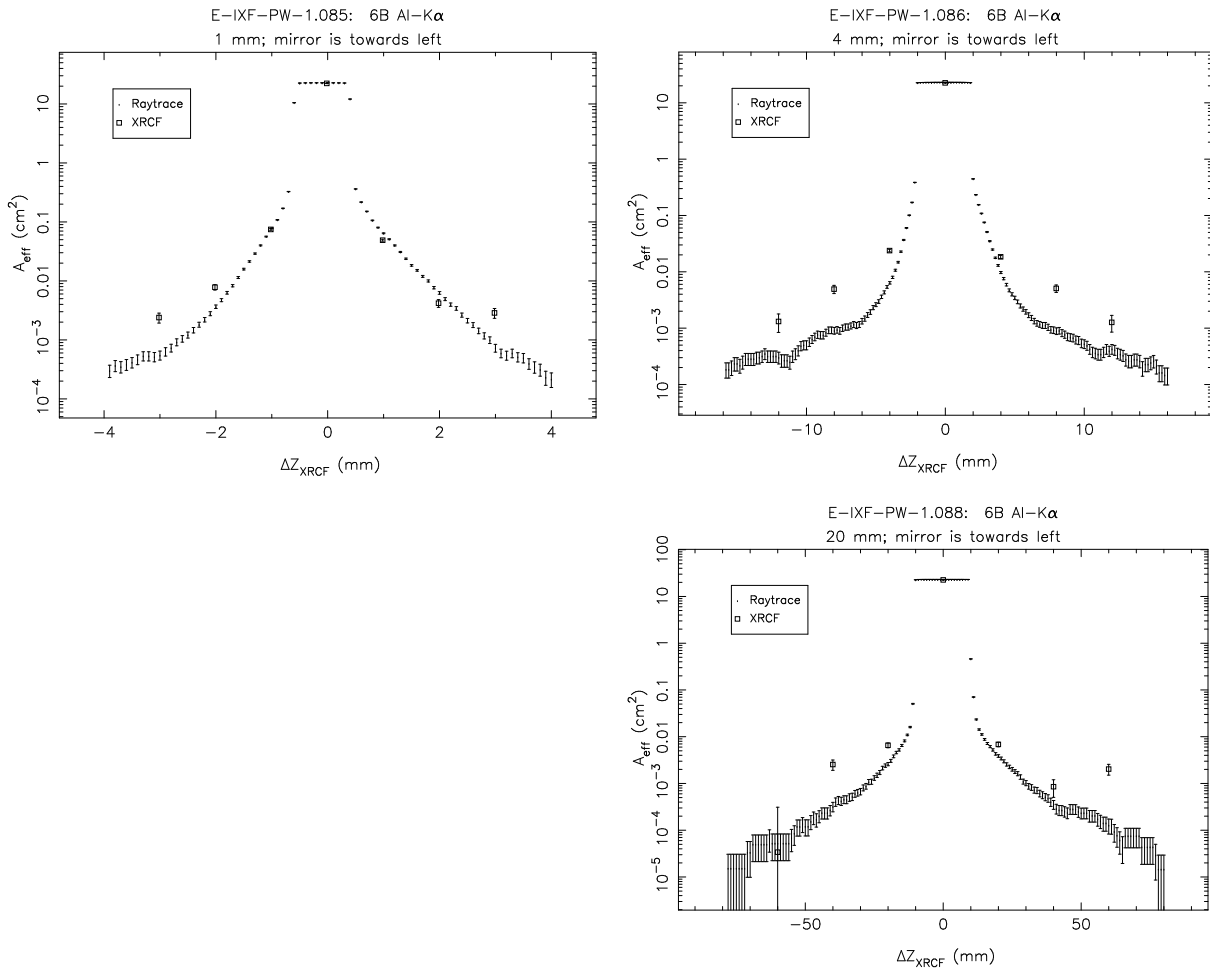 E-IXF-PW-1.085: 6B Al-Kα
1 mm; mirror is towards left
Raytrace
XRCF
A_eff (cm²)
10
1
0.1
0.01
10⁻³
10⁻⁴
−4 −2 0 2 4
ΔZ_XRCF (mm)
E-IXF-PW-1.086: 6B Al-Kα
4 mm; mirror is towards left
Raytrace
XRCF
A_eff (cm²)
10
1
0.1
0.01
10⁻³
10⁻⁴
−10 0 10
ΔZ_XRCF (mm)
E-IXF-PW-1.088: 6B Al-Kα
20 mm; mirror is towards left
Raytrace
XRCF
A_eff (cm²)
100
10
1
0.1
0.01
10⁻³
10⁻⁴
10⁻⁵
−50 0 50
ΔZ_XRCF (mm)